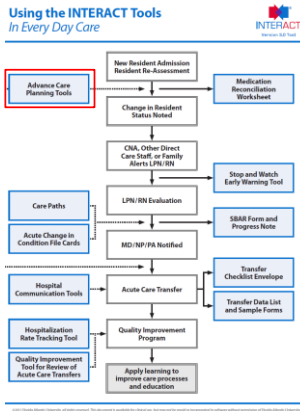 Using the INTERACT Tools
In Every Day Care
INTERACT
New Resident Admission
Resident Re-Assessment
Advance Care
Planning Tools
Medication
Reconciliation
Worksheet
Change in Resident
Status Noted
CNA, Other Direct
Care Staff, or Family
Alerts LPN/RN
Stop and Watch
Early Warning Tool
Care Paths
LPN/RN Evaluation
SBAR Form and
Progress Note
Acute Change in
Condition File Cards
MD/NP/PA Notified
Transfer
Checklist Envelope
Hospital
Communication Tools
Acute Care Transfer
Transfer Data List
and Sample Forms
Hospitalization
Rate Tracking Tool
Quality Improvement
Program
Quality Improvement
Tool for Review of
Acute Care Transfers
Apply learning to
improve care processes
and education